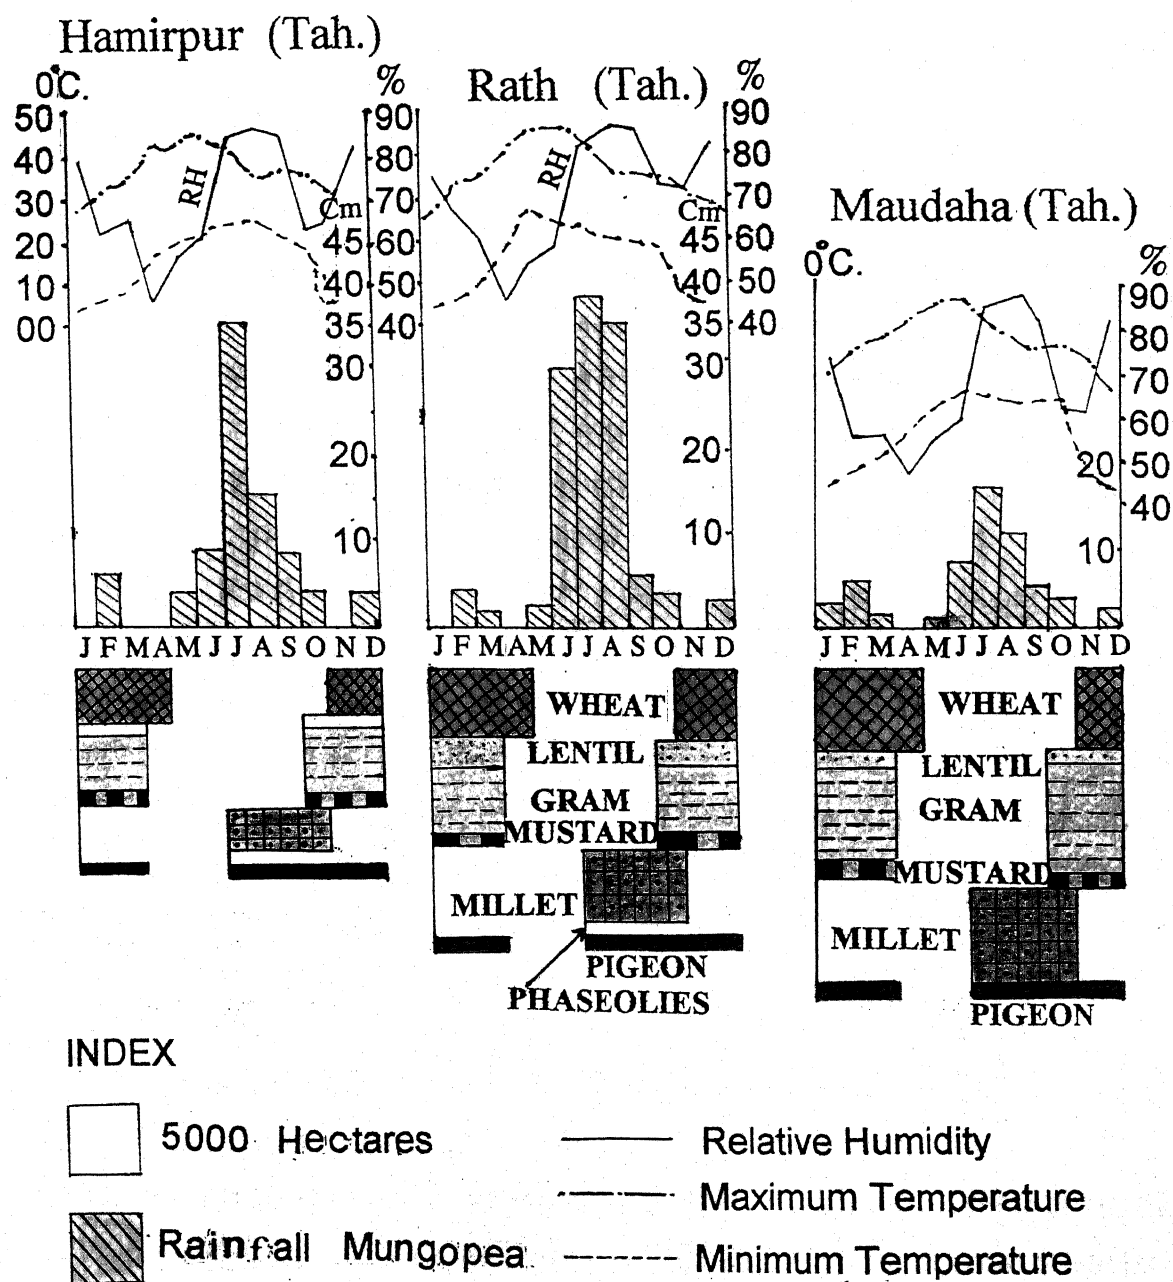 Hamirpur (Tah.)
0°C.
%
50
40
30
20
10
00
RH
Cm
45
40
35
30
20
10
90
80
70
60
50
40
J F M A M J J A S O N D
Rath (Tah.)
%
RH
Cm
45
40
35
30
20
10
90
80
70
60
50
40
J F M A M J J A S O N D
WHEAT
LENTIL
GRAM
MUSTARD
MILLET
PIGEON
PHASEOLIES
Maudaha (Tah.)
0°C.
%
90
80
70
60
50
40
20
10
J F M A M J J A S O N D
WHEAT
LENTIL
GRAM
MUSTARD
MILLET
PIGEON
INDEX
5000 Hectares
Rainfall Mungopea
Relative Humidity
Maximum Temperature
Minimum Temperature